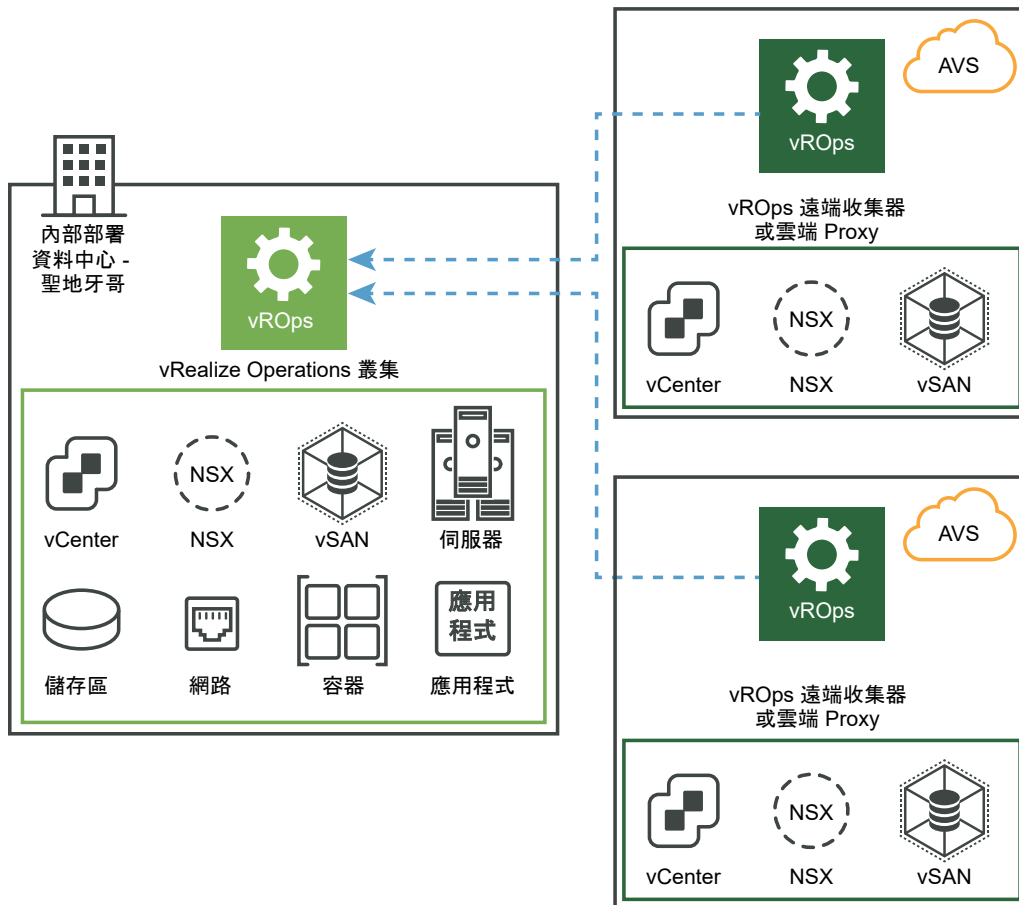 內部部署
資料中心 -
聖地牙哥
vROps
vRealize Operations 叢集
vCenter
NSX
NSX
vSAN
伺服器
儲存區
網路
容器
應用
程式
應用程式
AVS
vROps
vROps 遠端收集器
或雲端 Proxy
vCenter
NSX
NSX
vSAN
AVS
vROps
vROps 遠端收集器
或雲端 Proxy
vCenter
NSX
NSX
vSAN